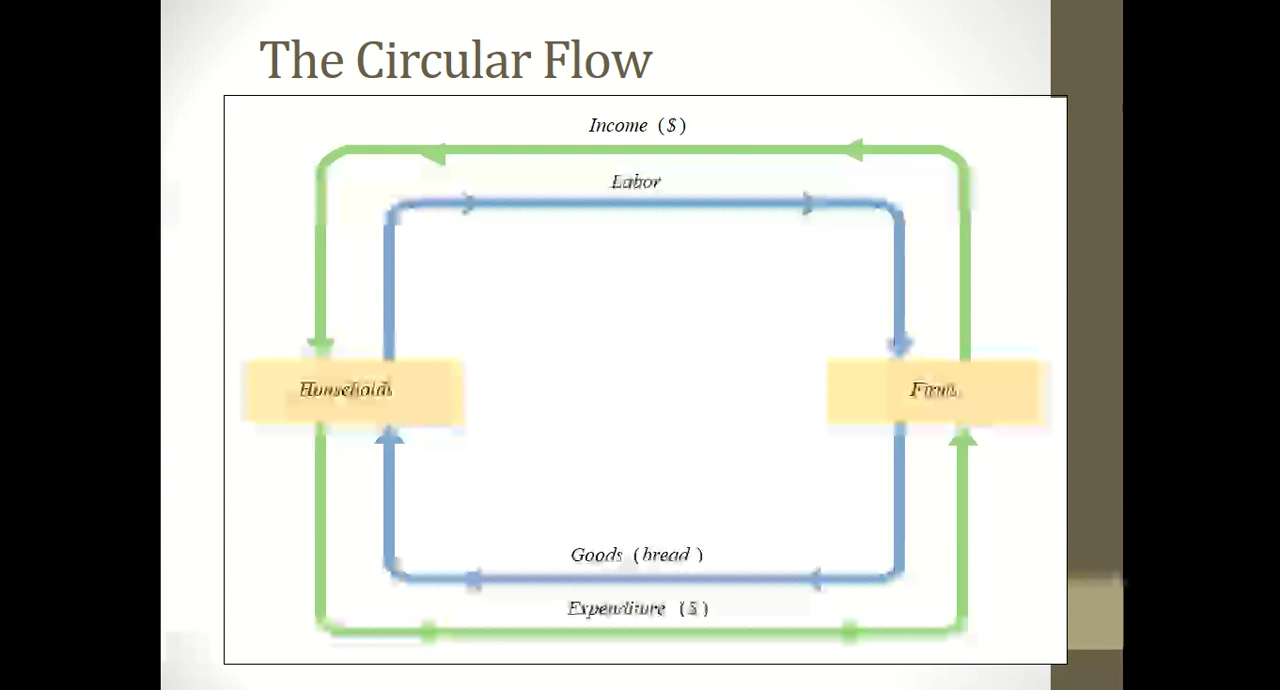 The Circular Flow
Income ($)
Labor
Households
Firms
Goods (bread )
Expenditure ($)